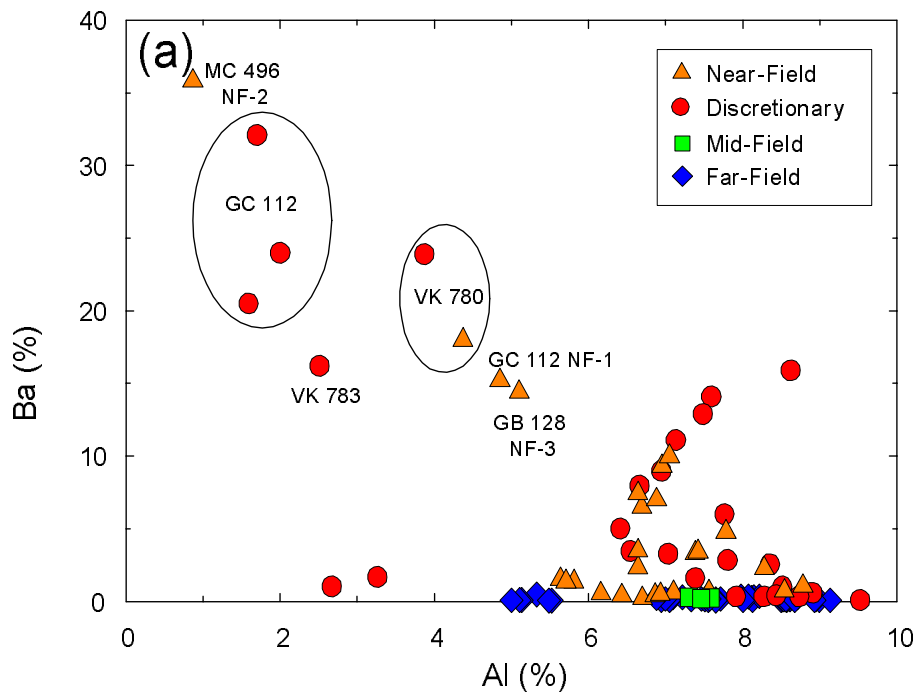 (a)
MC 496
NF-2
GC 112
VK 780
GC 112 NF-1
VK 783
GB 128
NF-3
Near-Field
Discretionary
Mid-Field
Far-Field
40
30
20
10
0
Ba (%)
0 2 4 6 8 10
Al (%)